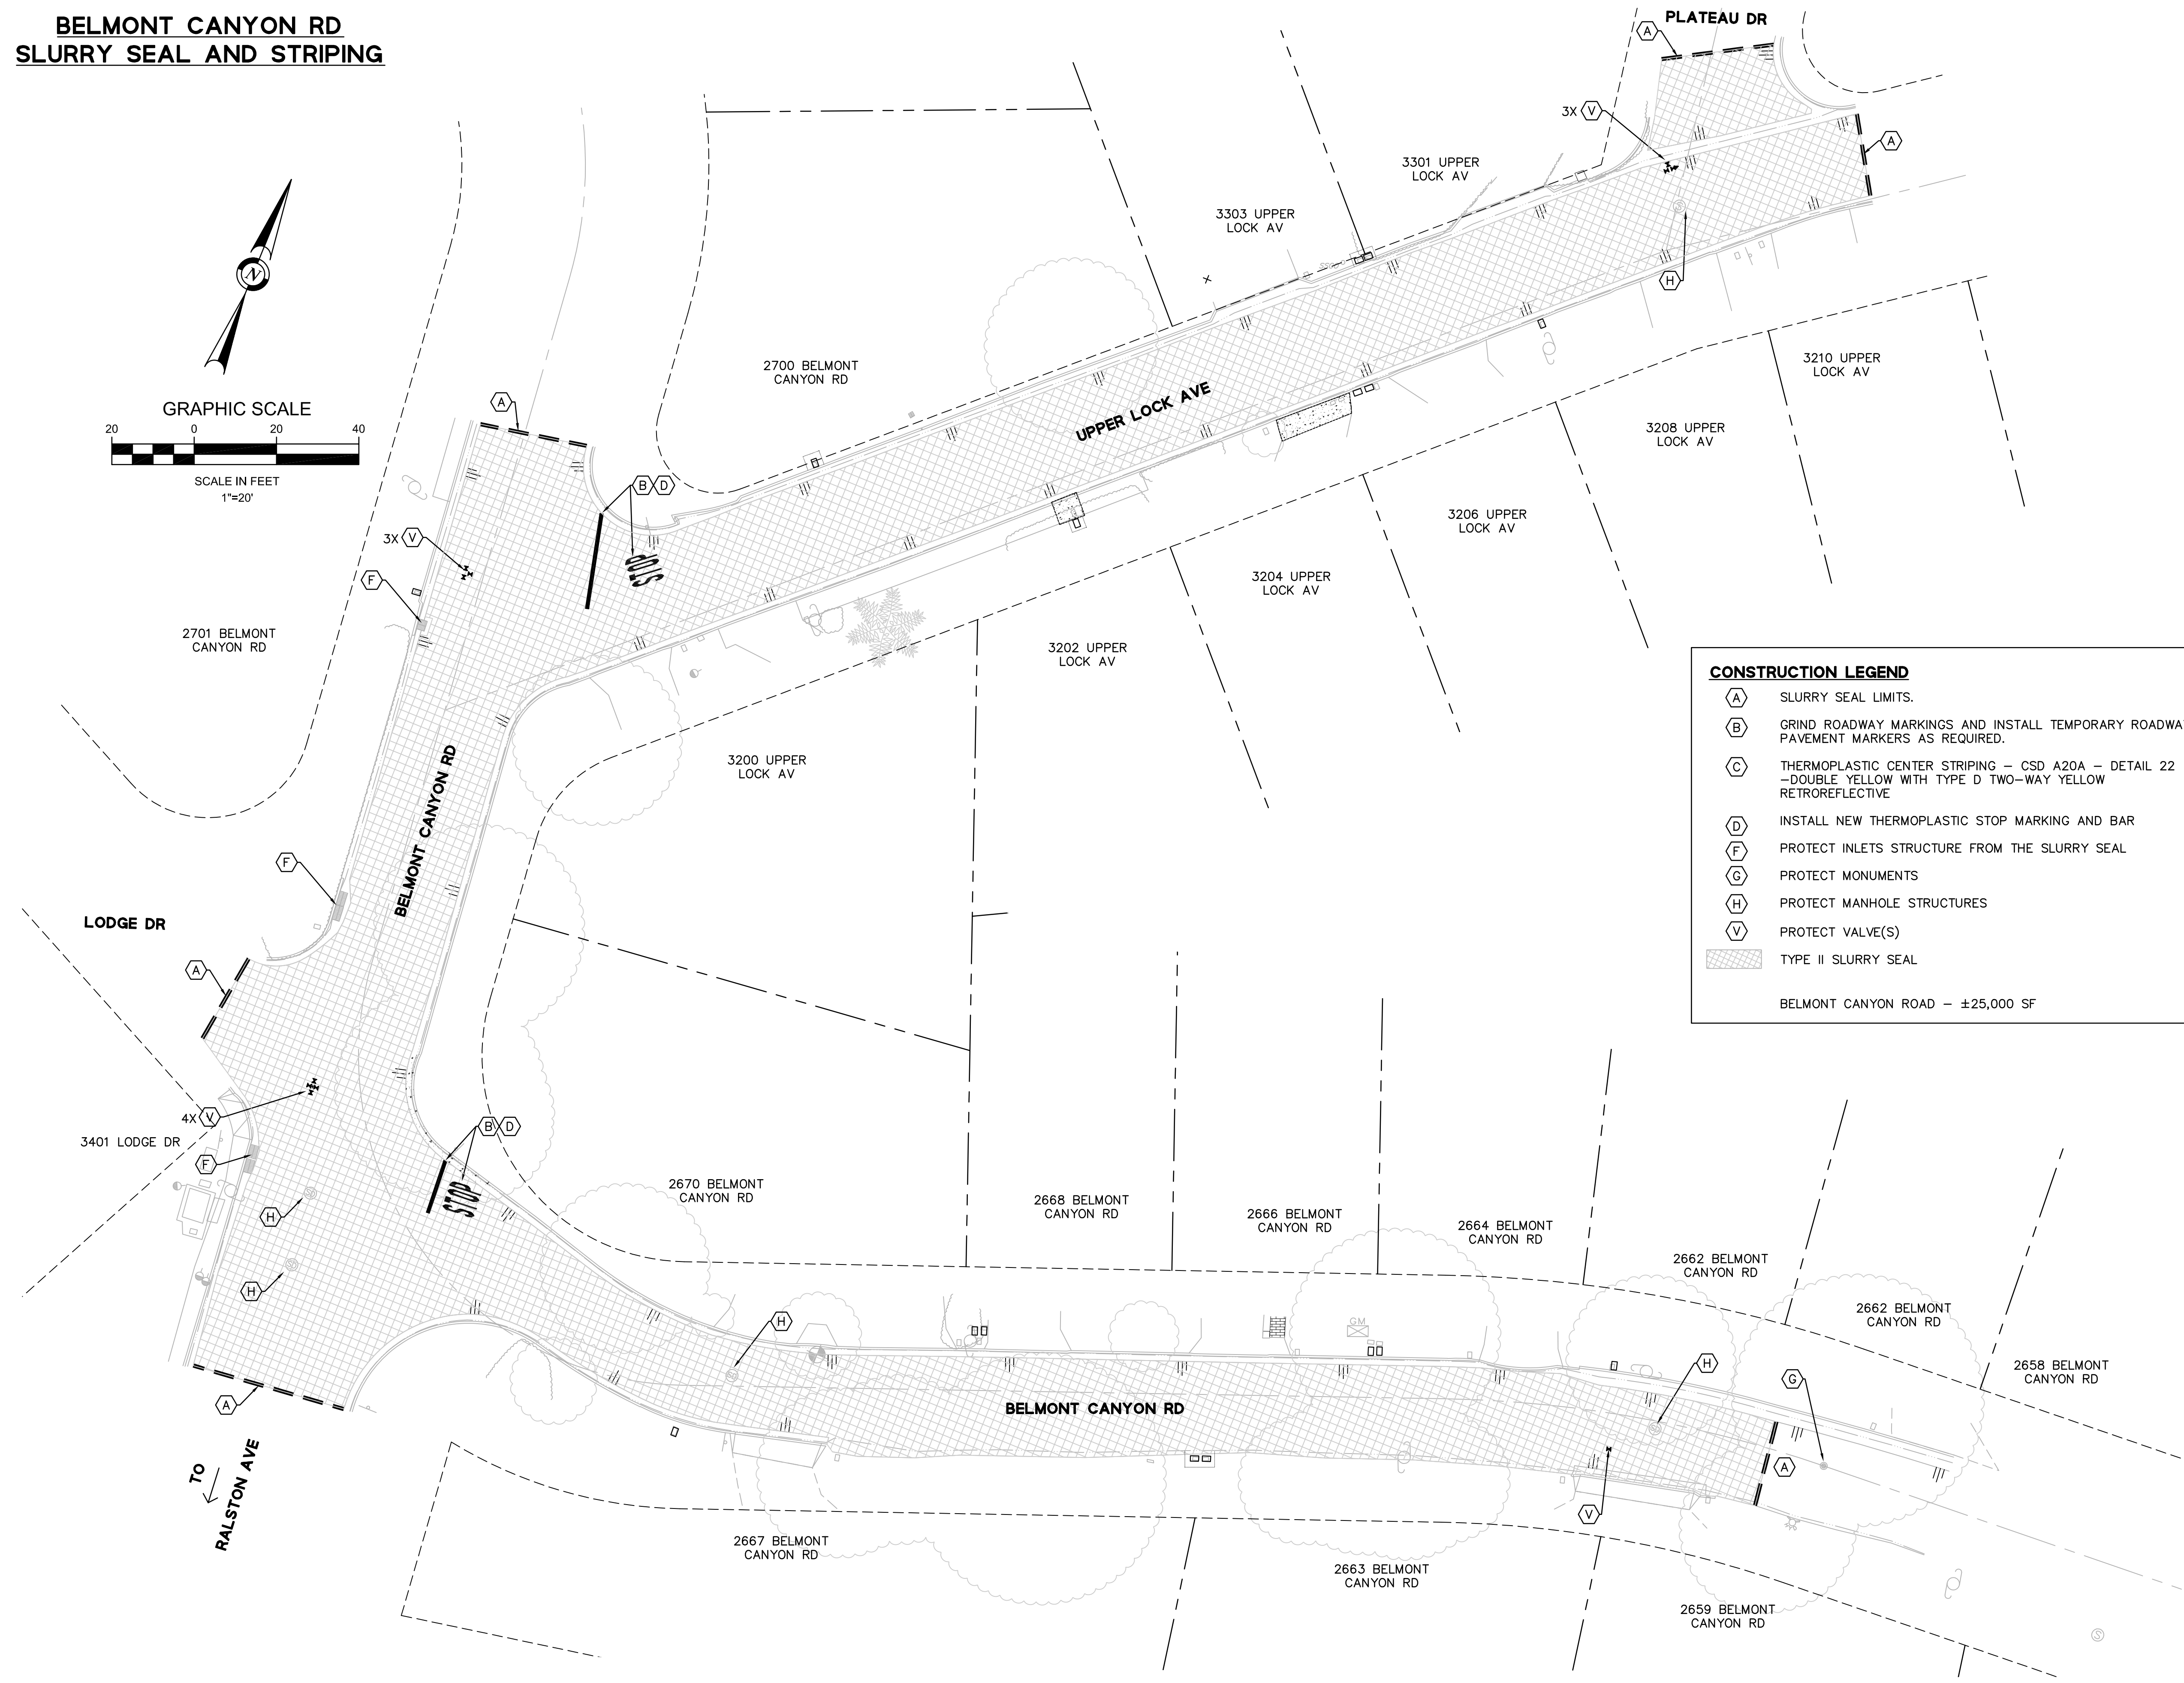 BELMONT CANYON RD
SLURRY SEAL AND STRIPING
PLATEAU DR
A
3X V
A
3301 UPPER
LOCK AV
3303 UPPER
LOCK AV
N
H
2700 BELMONT
CANYON RD
3210 UPPER
LOCK AV
UPPER LOCK AVE
GRAPHIC SCALE
20 0 20 40
SCALE IN FEET
1"=20'
A
3208 UPPER
LOCK AV
B D
3206 UPPER
LOCK AV
3X V
STOP
F
3204 UPPER
LOCK AV
2701 BELMONT
CANYON RD
3202 UPPER
LOCK AV
3200 UPPER
LOCK AV
BELMONT CANYON RD
CONSTRUCTION LEGEND
A SLURRY SEAL LIMITS.
B GRIND ROADWAY MARKINGS AND INSTALL TEMPORARY ROADWA
PAVEMENT MARKERS AS REQUIRED.
C THERMOPLASTIC CENTER STRIPING – CSD A20A – DETAIL 22
–DOUBLE YELLOW WITH TYPE D TWO–WAY YELLOW
RETROREFLECTIVE
D INSTALL NEW THERMOPLASTIC STOP MARKING AND BAR
F PROTECT INLETS STRUCTURE FROM THE SLURRY SEAL
G PROTECT MONUMENTS
H PROTECT MANHOLE STRUCTURES
V PROTECT VALVE(S)
TYPE II SLURRY SEAL
BELMONT CANYON ROAD – ±25,000 SF
F
LODGE DR
A
4X V
3401 LODGE DR
B D
F
STOP
H
H
2670 BELMONT
CANYON RD
2668 BELMONT
CANYON RD
2666 BELMONT
CANYON RD
2664 BELMONT
CANYON RD
2662 BELMONT
CANYON RD
2662 BELMONT
CANYON RD
2658 BELMONT
CANYON RD
H
GM
H
G
A
BELMONT CANYON RD
A
V
TO
RALSTON AVE
2667 BELMONT
CANYON RD
2663 BELMONT
CANYON RD
2659 BELMONT
CANYON RD
S